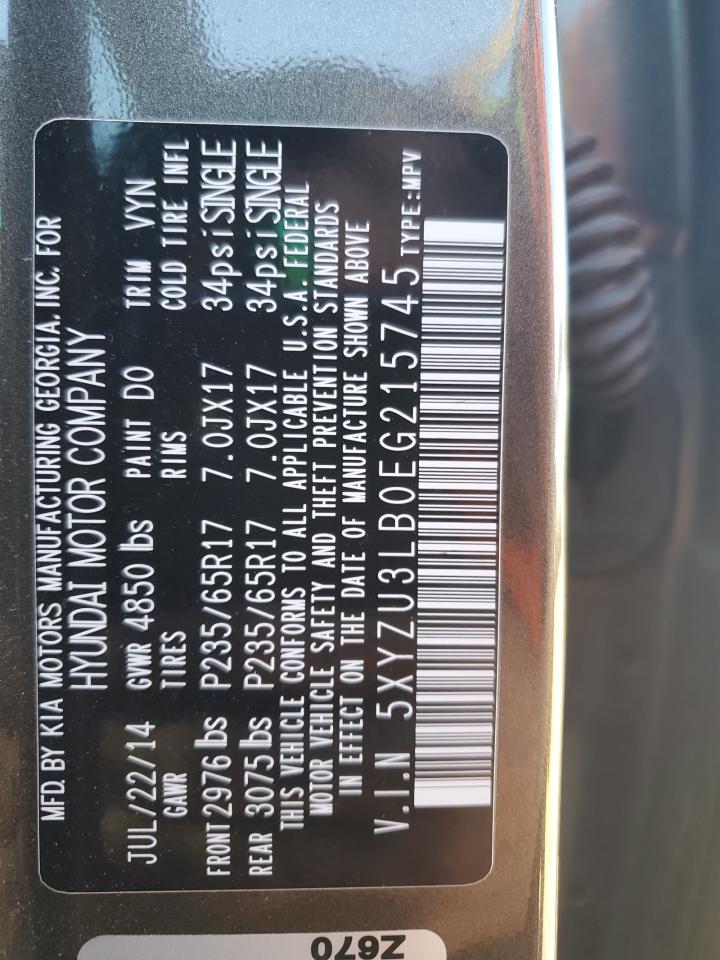 MFD. BY KIA MOTORS MANUFACTURING GEORGIA, INC. FOR
HYUNDAI MOTOR COMPANY
JUL/22/14 GVWR 4850 lbs PAINT DO TRIM VYN
GAWR TIRES RIMS COLD TIRE INFL
FRONT 2976 lbs P235/65R17 7.0JX17 34psi SINGLE
REAR 3075 lbs P235/65R17 7.0JX17 34psi SINGLE
THIS VEHICLE CONFORMS TO ALL APPLICABLE U.S.A. FEDERAL
MOTOR VEHICLE SAFETY AND THEFT PREVENTION STANDARDS
IN EFFECT ON THE DATE OF MANUFACTURE SHOWN ABOVE
V.I.N 5XYZU3LB0EG215745 TYPE:MPV
Z670